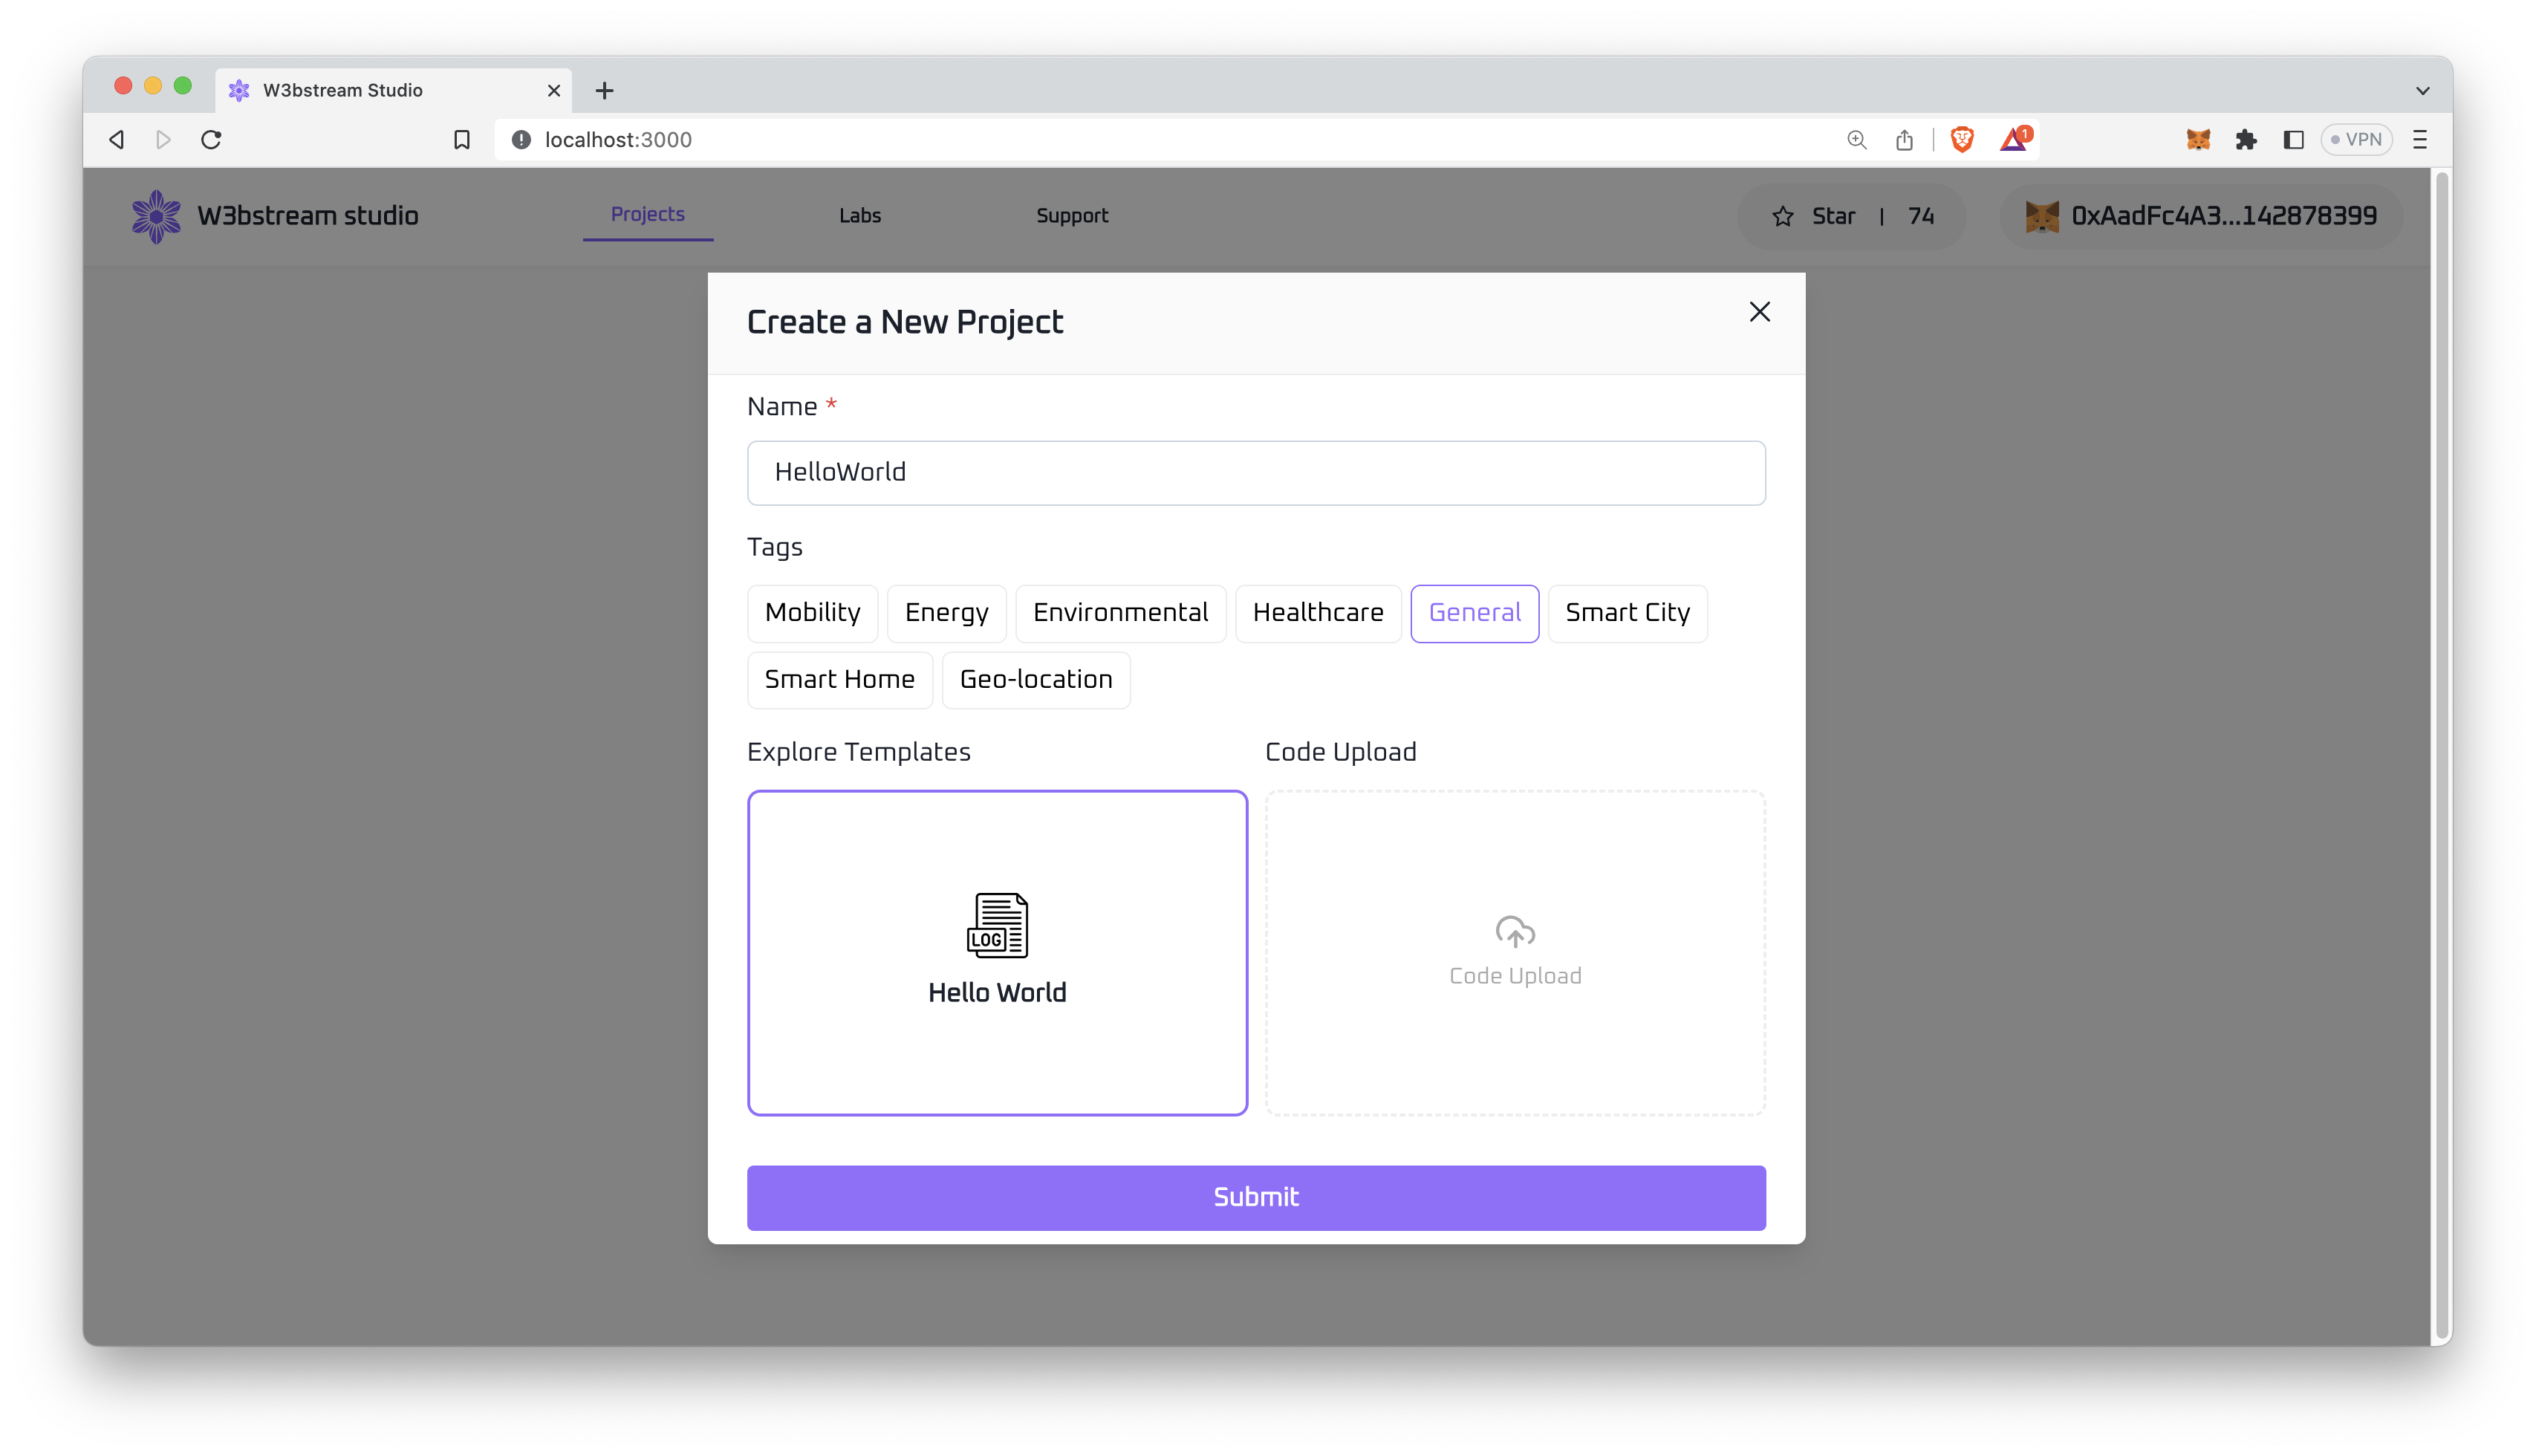 W3bstream Studio
localhost:3000
1
VPN
W3bstream studio
Projects
Labs
Support
Star | 74
0xAadFc4A3...142878399
Create a New Project
Name *
HelloWorld
Tags
Mobility
Energy
Environmental
Healthcare
General
Smart City
Smart Home
Geo-location
Explore Templates
Code Upload
LOG
Hello World
Code Upload
Submit